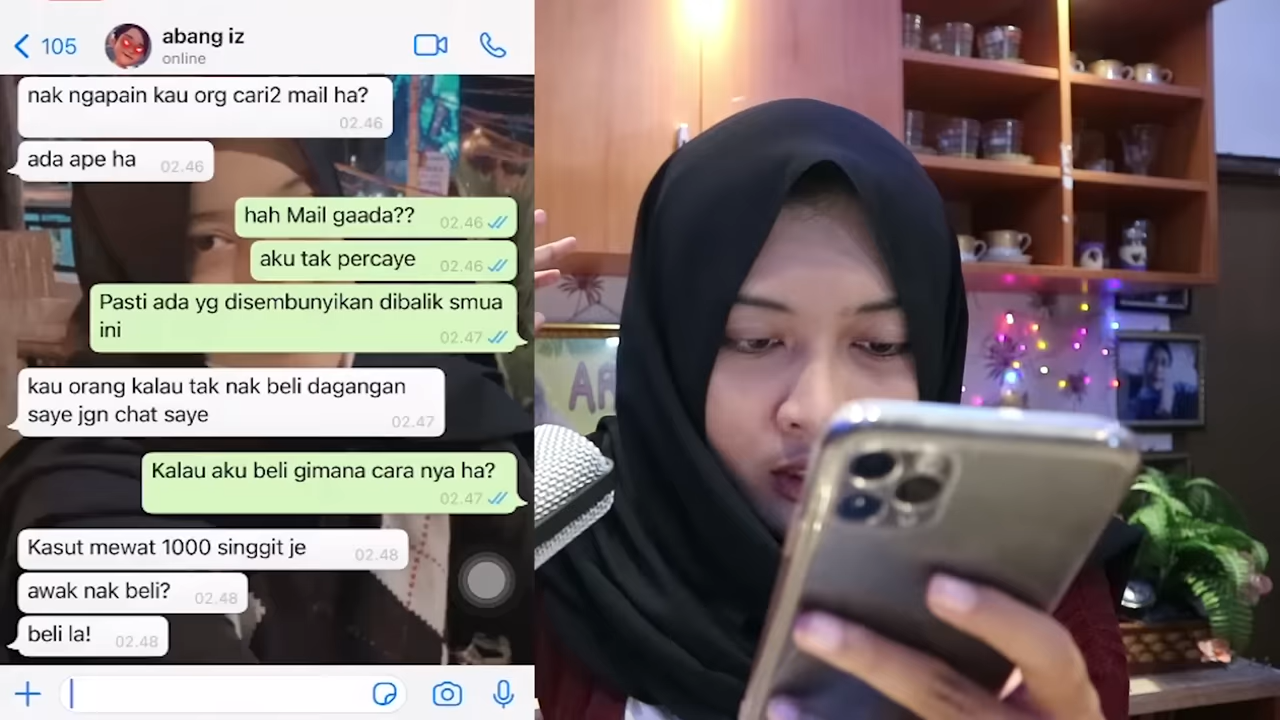 105
abang iz
online
nak ngapain kau org cari2 mail ha?
02.46
ada ape ha 02.46
hah Mail gaada?? 02.46
aku tak percaye 02.46
Pasti ada yg disembunyikan dibalik smua
ini
02.47
kau orang kalau tak nak beli dagangan
saye jgn chat saye
02.47
Kalau aku beli gimana cara nya ha?
02.47
Kasut mewat 1000 singgit je 02.48
awak nak beli? 02.48
beli la! 02.48
AR